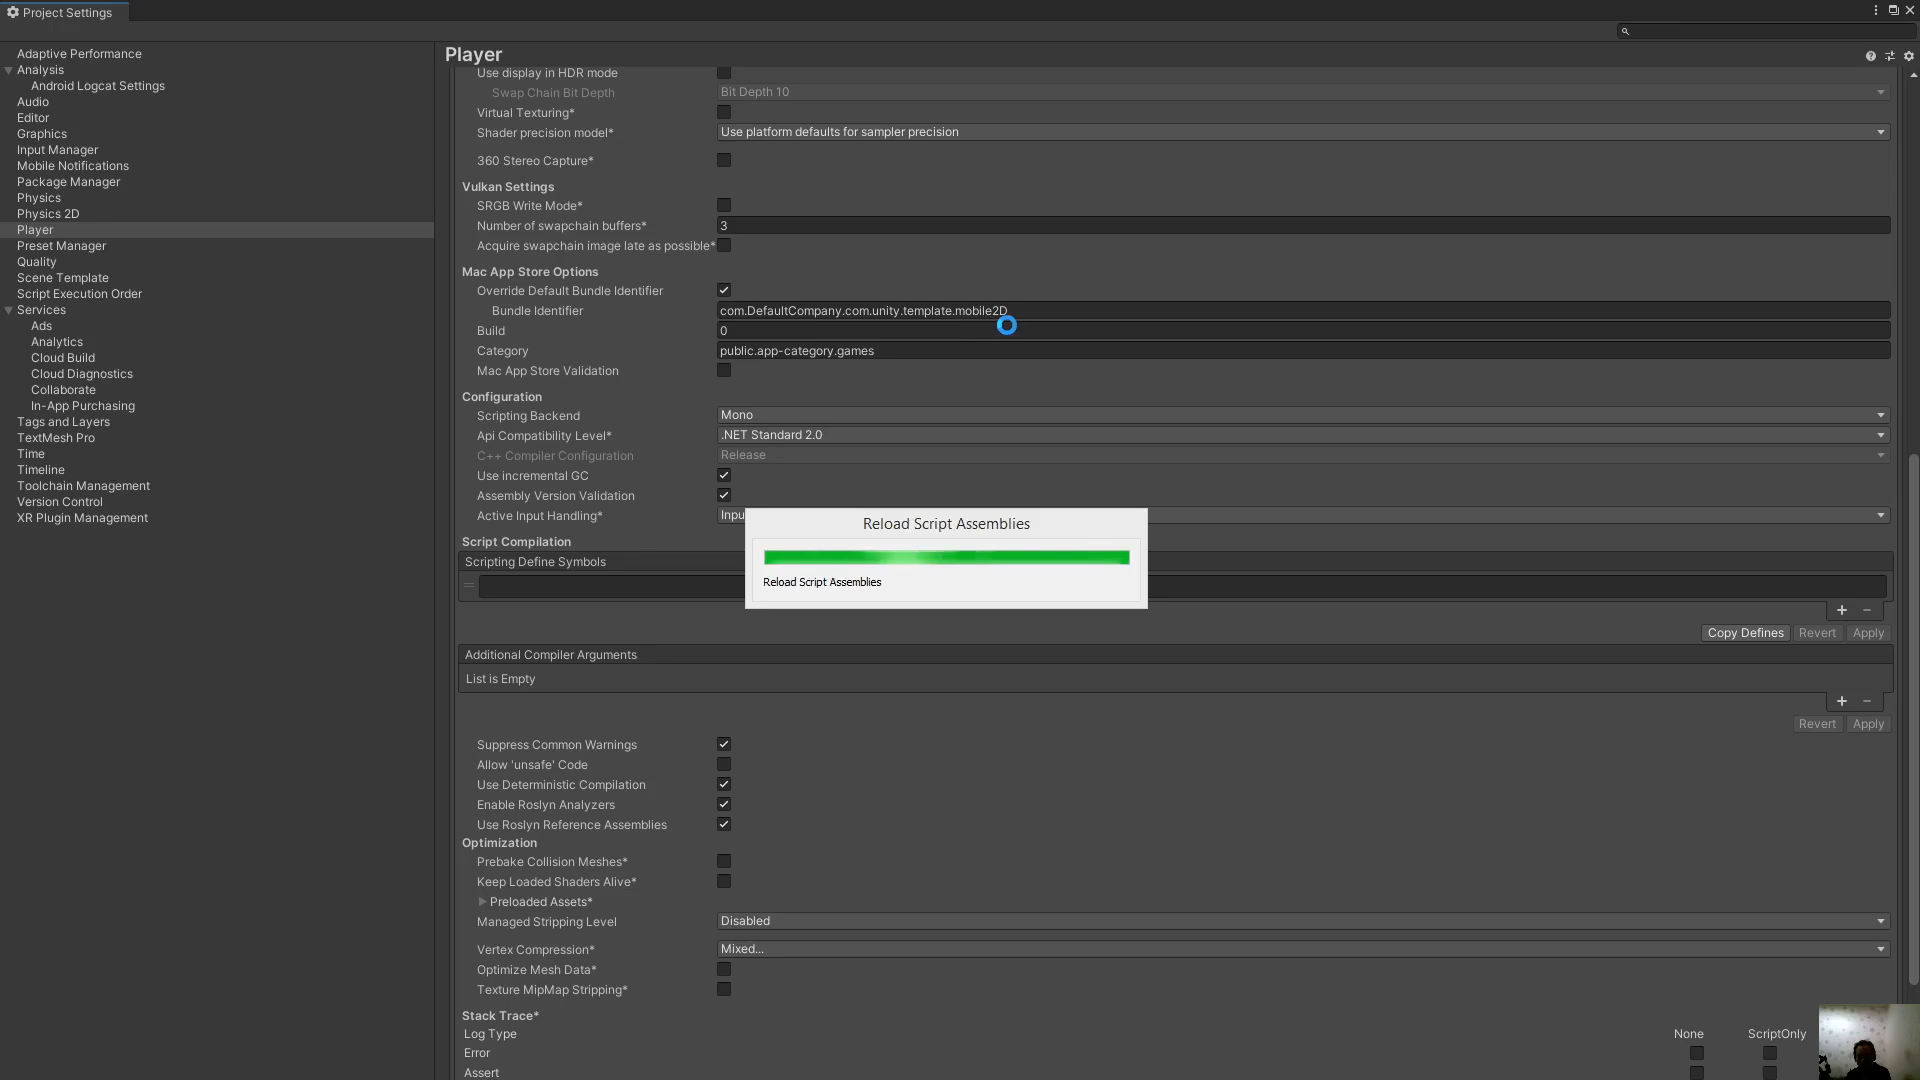 Project Settings
Adaptive Performance
Analysis
Android Logcat Settings
Audio
Editor
Graphics
Input Manager
Mobile Notifications
Package Manager
Physics
Physics 2D
Player
Preset Manager
Quality
Scene Template
Script Execution Order
Services
Ads
Analytics
Cloud Build
Cloud Diagnostics
Collaborate
In-App Purchasing
Tags and Layers
TextMesh Pro
Time
Timeline
Toolchain Management
Version Control
XR Plugin Management
Player
Use display in HDR mode
Swap Chain Bit Depth Bit Depth 10
Virtual Texturing*
Shader precision model* Use platform defaults for sampler precision
360 Stereo Capture*
Vulkan Settings
SRGB Write Mode*
Number of swapchain buffers* 3
Acquire swapchain image late as possible*
Mac App Store Options
Override Default Bundle Identifier
Bundle Identifier com.DefaultCompany.com.unity.template.mobile2D
Build 0
Category public.app-category.games
Mac App Store Validation
Configuration
Scripting Backend Mono
Api Compatibility Level* .NET Standard 2.0
C++ Compiler Configuration Release
Use incremental GC
Assembly Version Validation
Active Input Handling* Inpu
Reload Script Assemblies
Reload Script Assemblies
Script Compilation
Scripting Define Symbols
Copy Defines Revert Apply
Additional Compiler Arguments
List is Empty
Revert Apply
Suppress Common Warnings
Allow 'unsafe' Code
Use Deterministic Compilation
Enable Roslyn Analyzers
Use Roslyn Reference Assemblies
Optimization
Prebake Collision Meshes*
Keep Loaded Shaders Alive*
Preloaded Assets*
Managed Stripping Level Disabled
Vertex Compression* Mixed...
Optimize Mesh Data*
Texture MipMap Stripping*
Stack Trace*
Log Type None ScriptOnly
Error
Assert